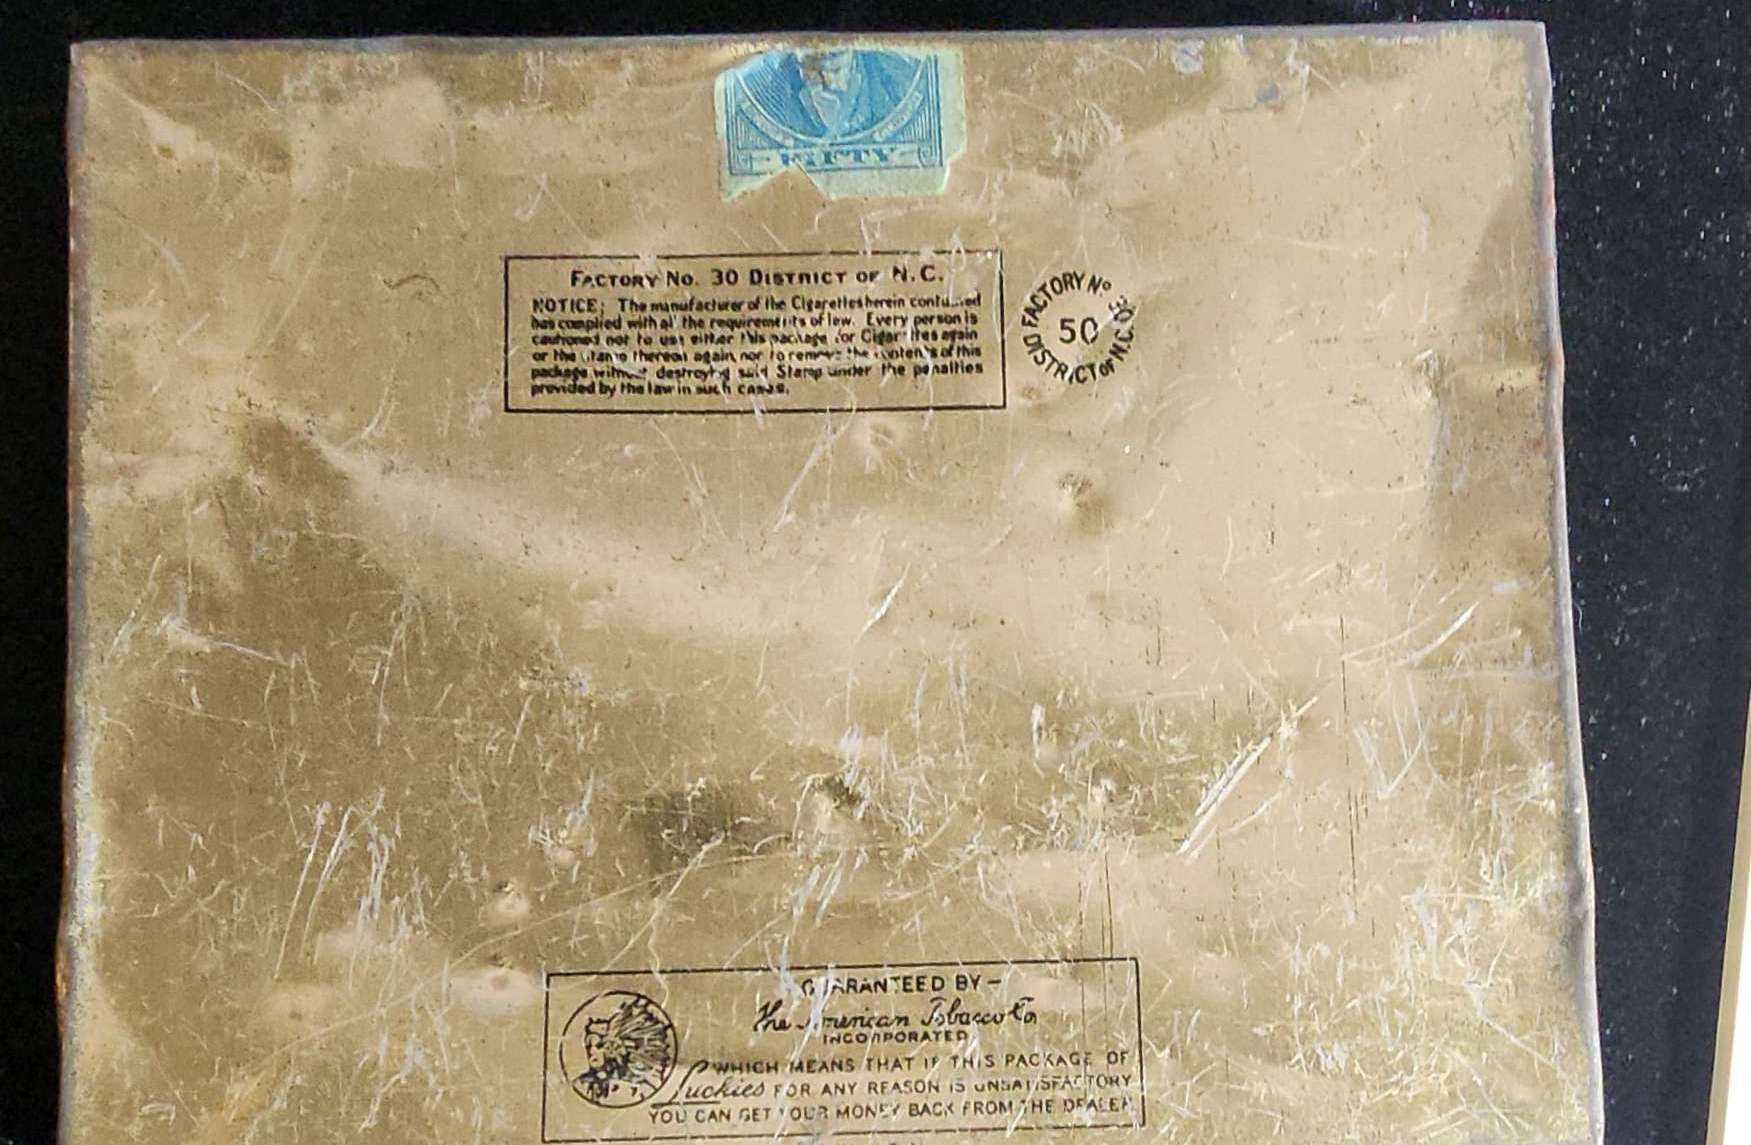 FIFTY
FACTORY No. 30 DISTRICT OF N.C.
NOTICE: The manufacturer of the Cigarettes herein contained
has complied with all the requirements of law. Every person is
cautioned not to use either this package for Cigarettes again
or the stamp thereon again, nor to remove the contents of this
package without destroying said Stamp under the penalties
provided by the law in such cases.
FACTORY No 30
50
DISTRICT OF N.C.
GUARANTEED BY —
The American Tobacco Co.
INCORPORATED
WHICH MEANS THAT IF THIS PACKAGE OF
Luckies FOR ANY REASON IS UNSATISFACTORY
YOU CAN GET YOUR MONEY BACK FROM THE DEALER